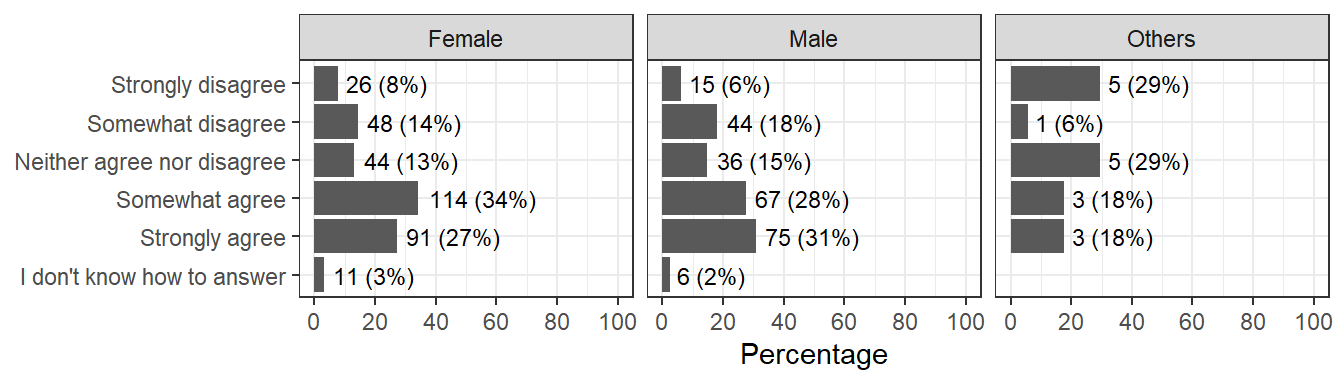 Female Male Others
Strongly disagree 26 (8%) 15 (6%) 5 (29%)
Somewhat disagree 48 (14%) 44 (18%) 1 (6%)
Neither agree nor disagree 44 (13%) 36 (15%) 5 (29%)
Somewhat agree 114 (34%) 67 (28%) 3 (18%)
Strongly agree 91 (27%) 75 (31%) 3 (18%)
I don't know how to answer 11 (3%) 6 (2%)
0 20 40 60 80 100 0 20 40 60 80 100 0 20 40 60 80 100
Percentage